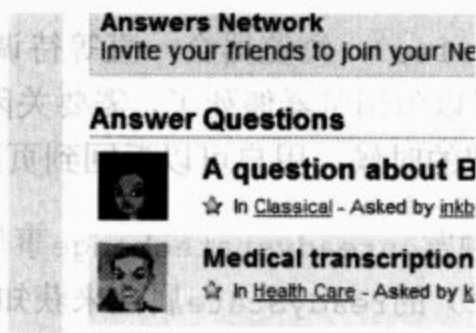 Answers Network
Invite your friends to join your Ne
Answer Questions
A question about B
☆ In Classical - Asked by inkb
Medical transcription
☆ In Health Care - Asked by k